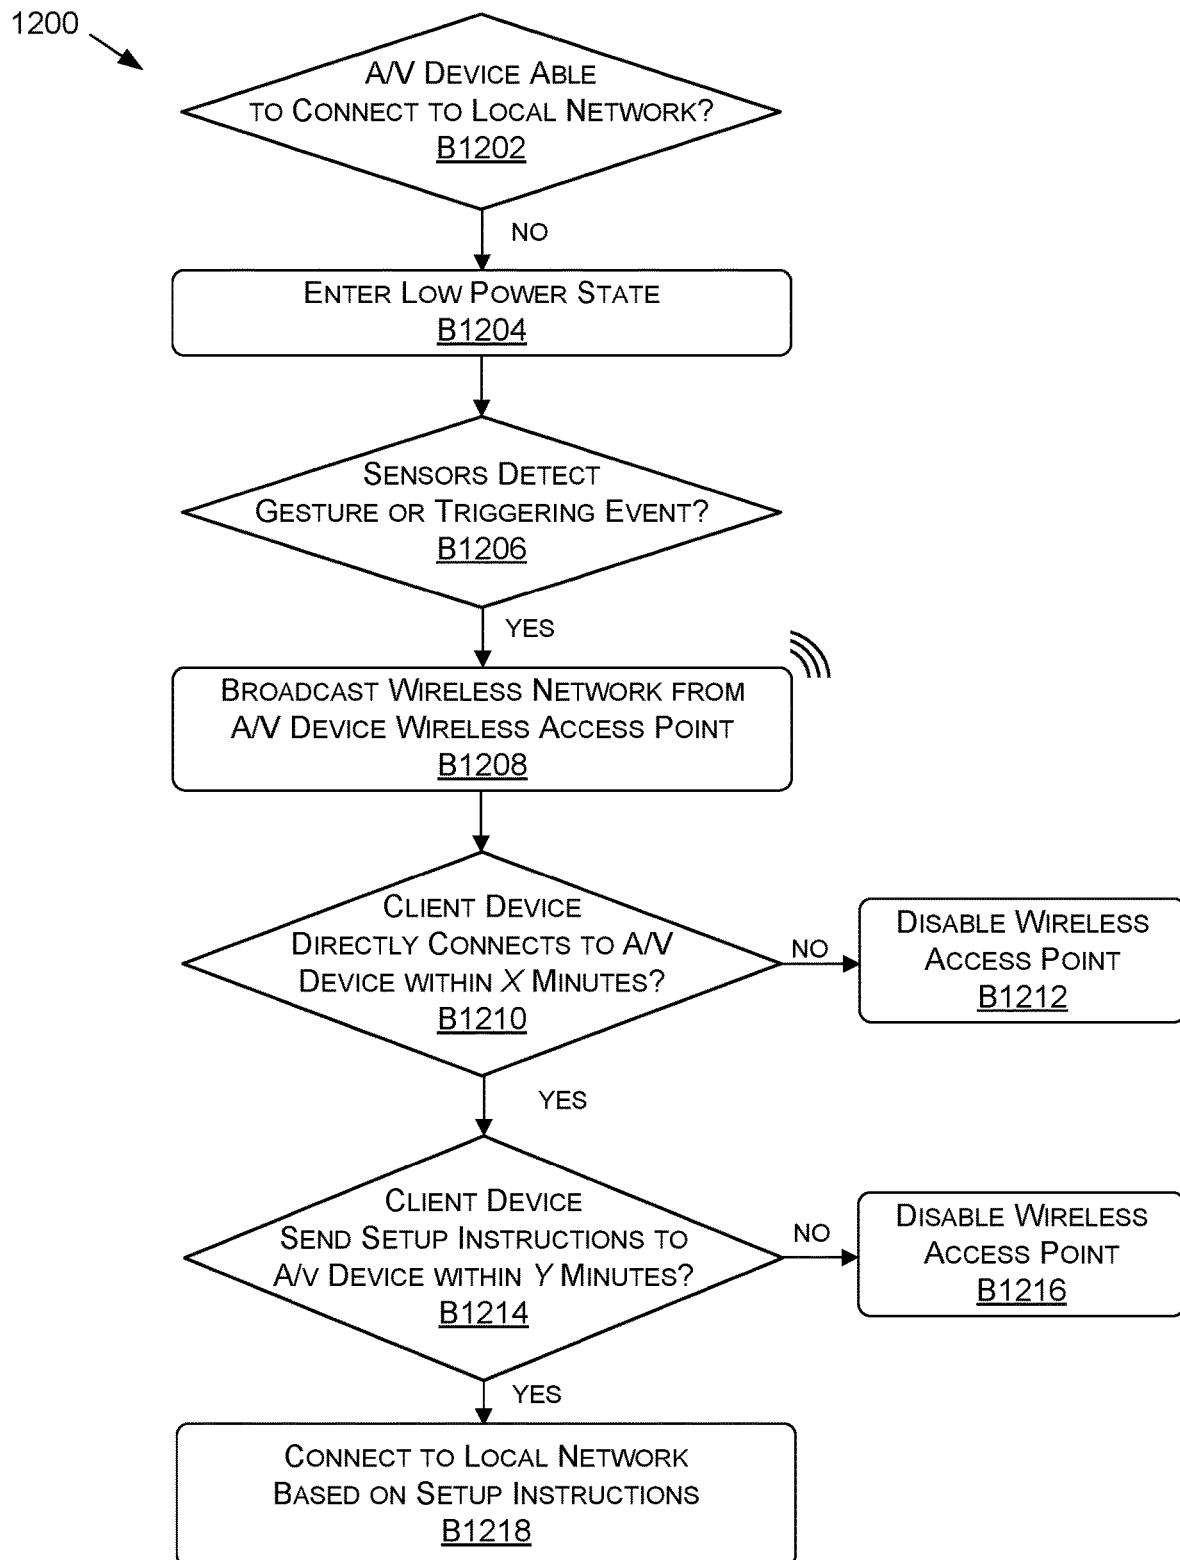 1200
A/V DEVICE ABLE
TO CONNECT TO LOCAL NETWORK?
B1202
NO
ENTER LOW POWER STATE
B1204
SENSORS DETECT
GESTURE OR TRIGGERING EVENT?
B1206
YES
BROADCAST WIRELESS NETWORK FROM
A/V DEVICE WIRELESS ACCESS POINT
B1208
CLIENT DEVICE
DIRECTLY CONNECTS TO A/V
DEVICE WITHIN X MINUTES?
B1210
NO
DISABLE WIRELESS
ACCESS POINT
B1212
YES
CLIENT DEVICE
SEND SETUP INSTRUCTIONS TO
A/V DEVICE WITHIN Y MINUTES?
B1214
NO
DISABLE WIRELESS
ACCESS POINT
B1216
YES
CONNECT TO LOCAL NETWORK
BASED ON SETUP INSTRUCTIONS
B1218